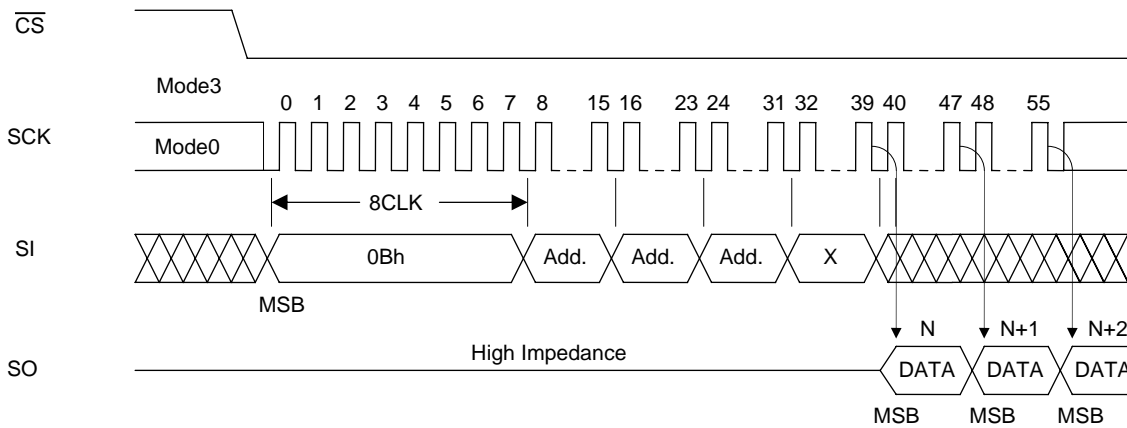 CS
Mode3
0 1 2 3 4 5 6 7 8 15 16 23 24 31 32 39 40 47 48 55
SCK
Mode0
8CLK
SI
0Bh Add. Add. Add. X
MSB
N N+1 N+2
High Impedance
SO
DATA DATA DATA
MSB MSB MSB